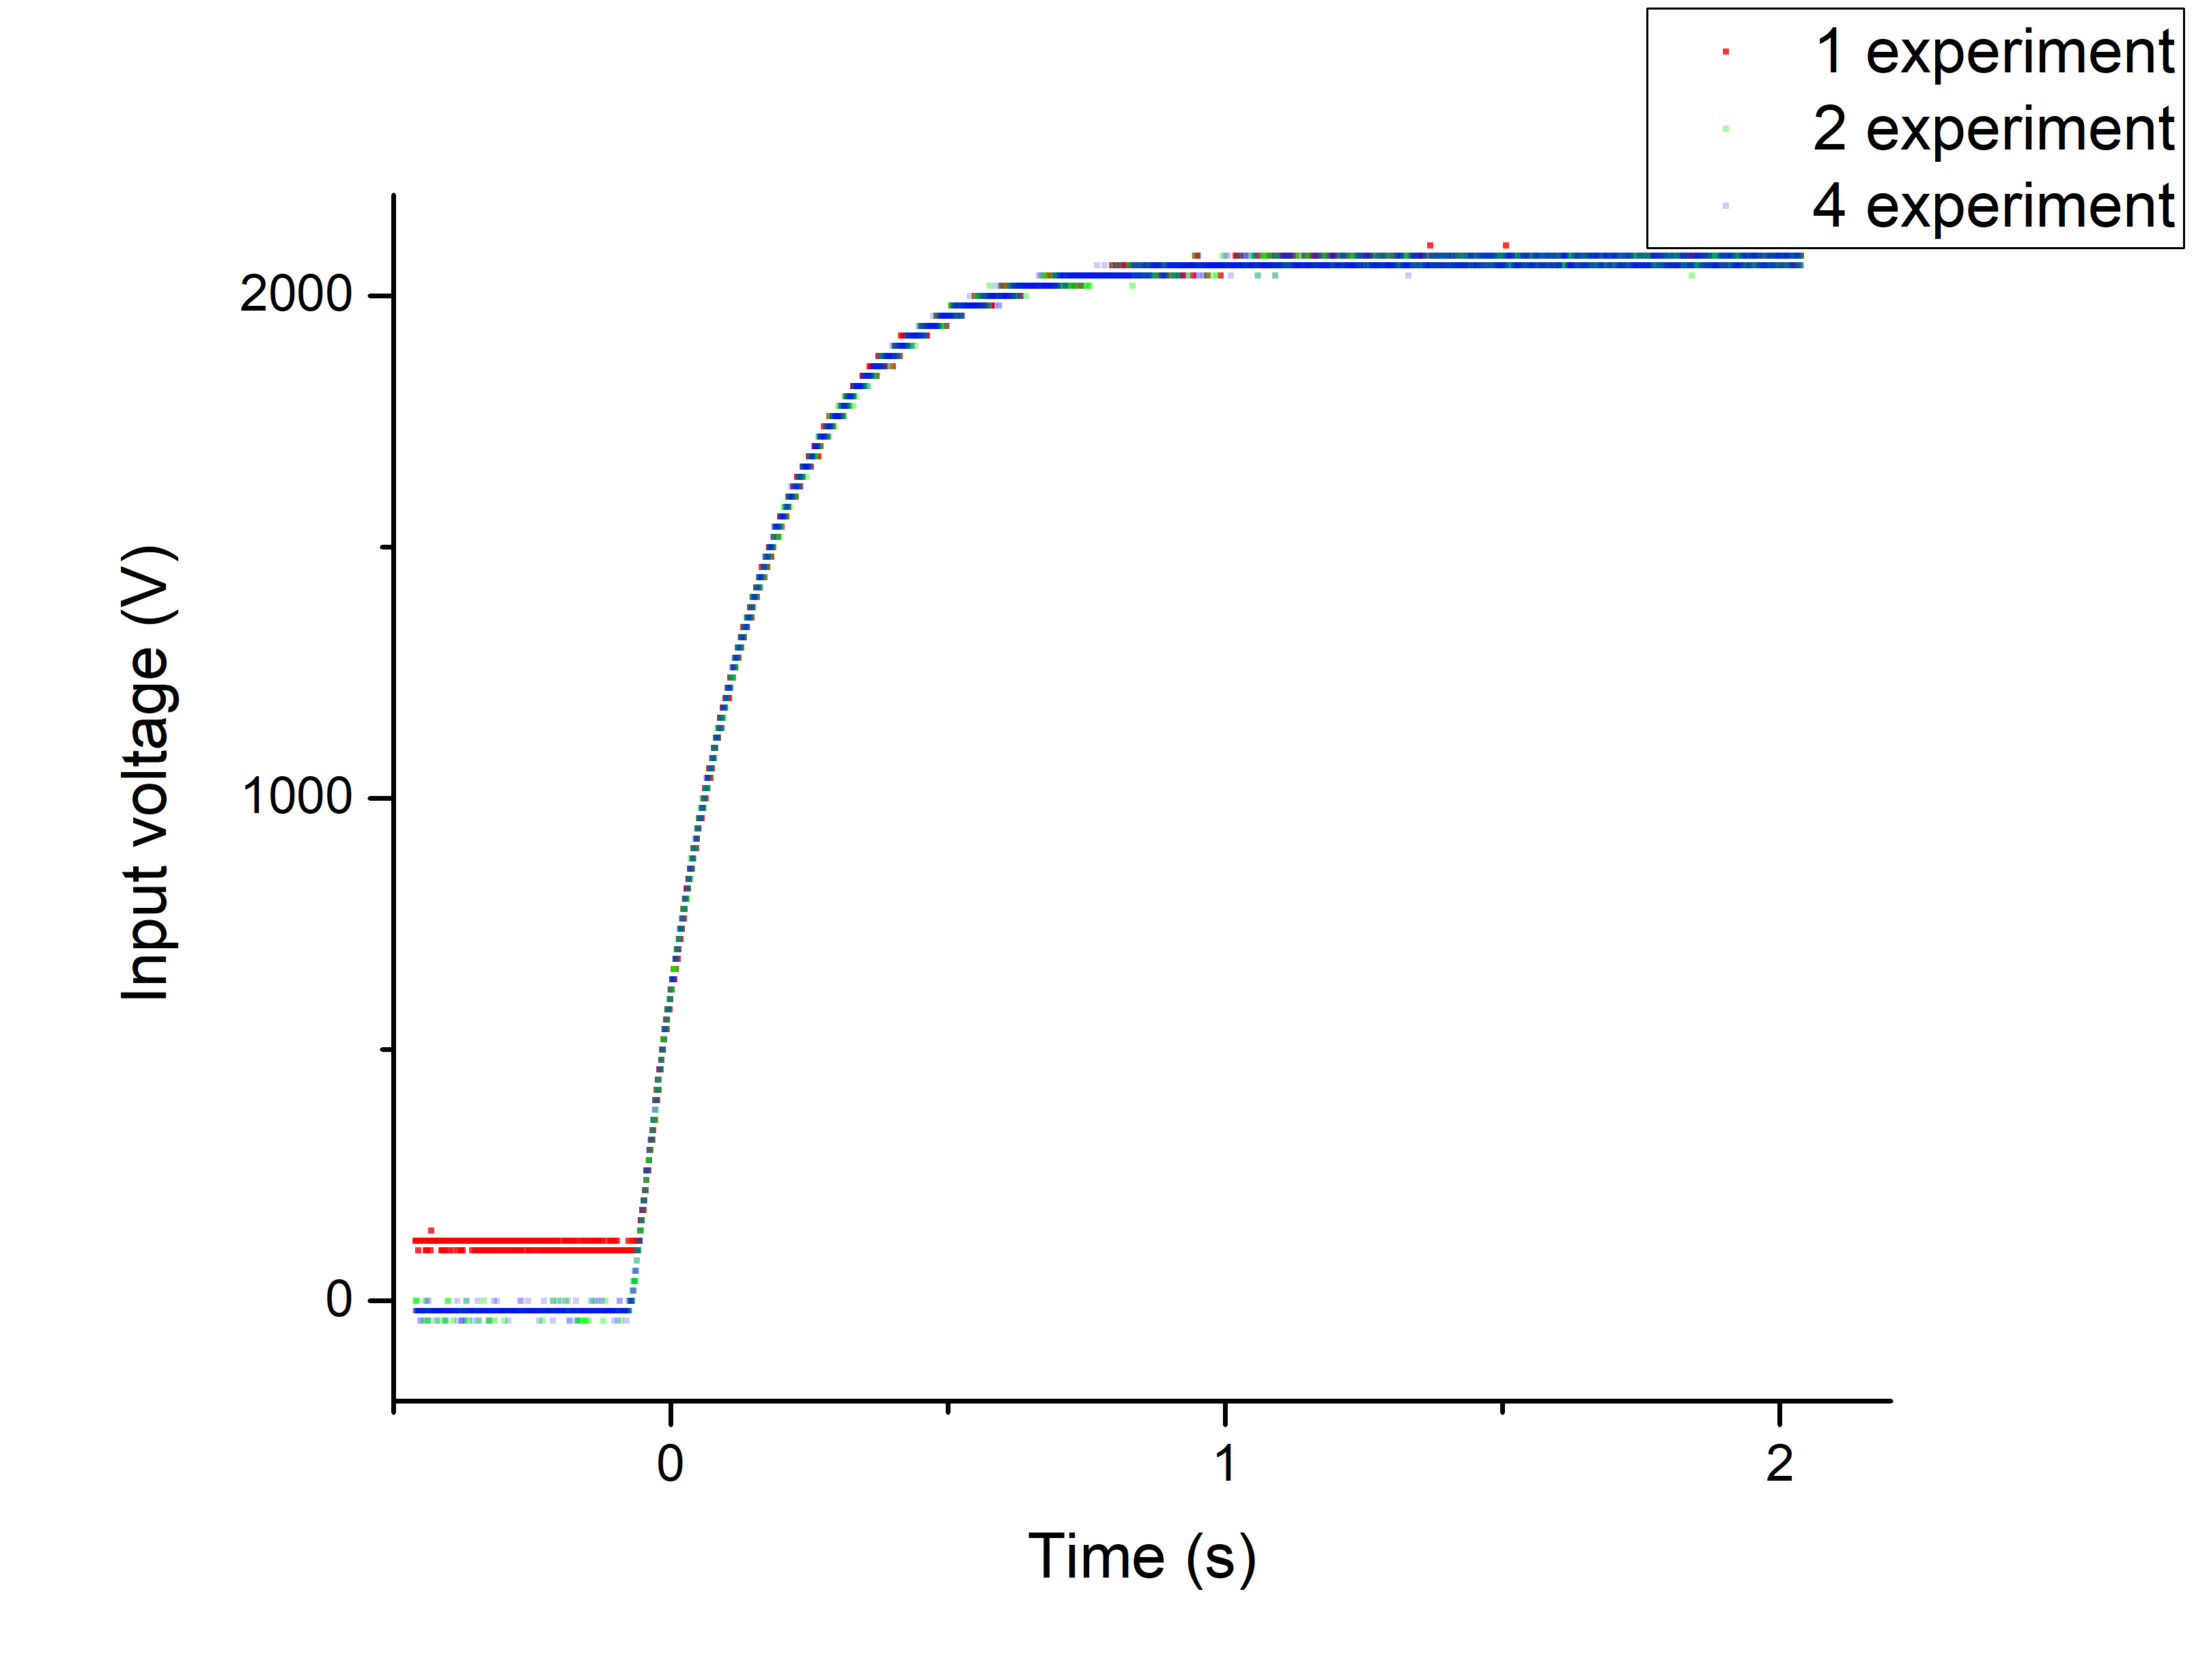 1 experiment
2 experiment
4 experiment
2000
1000
0
Input voltage (V)
0
1
2
Time (s)